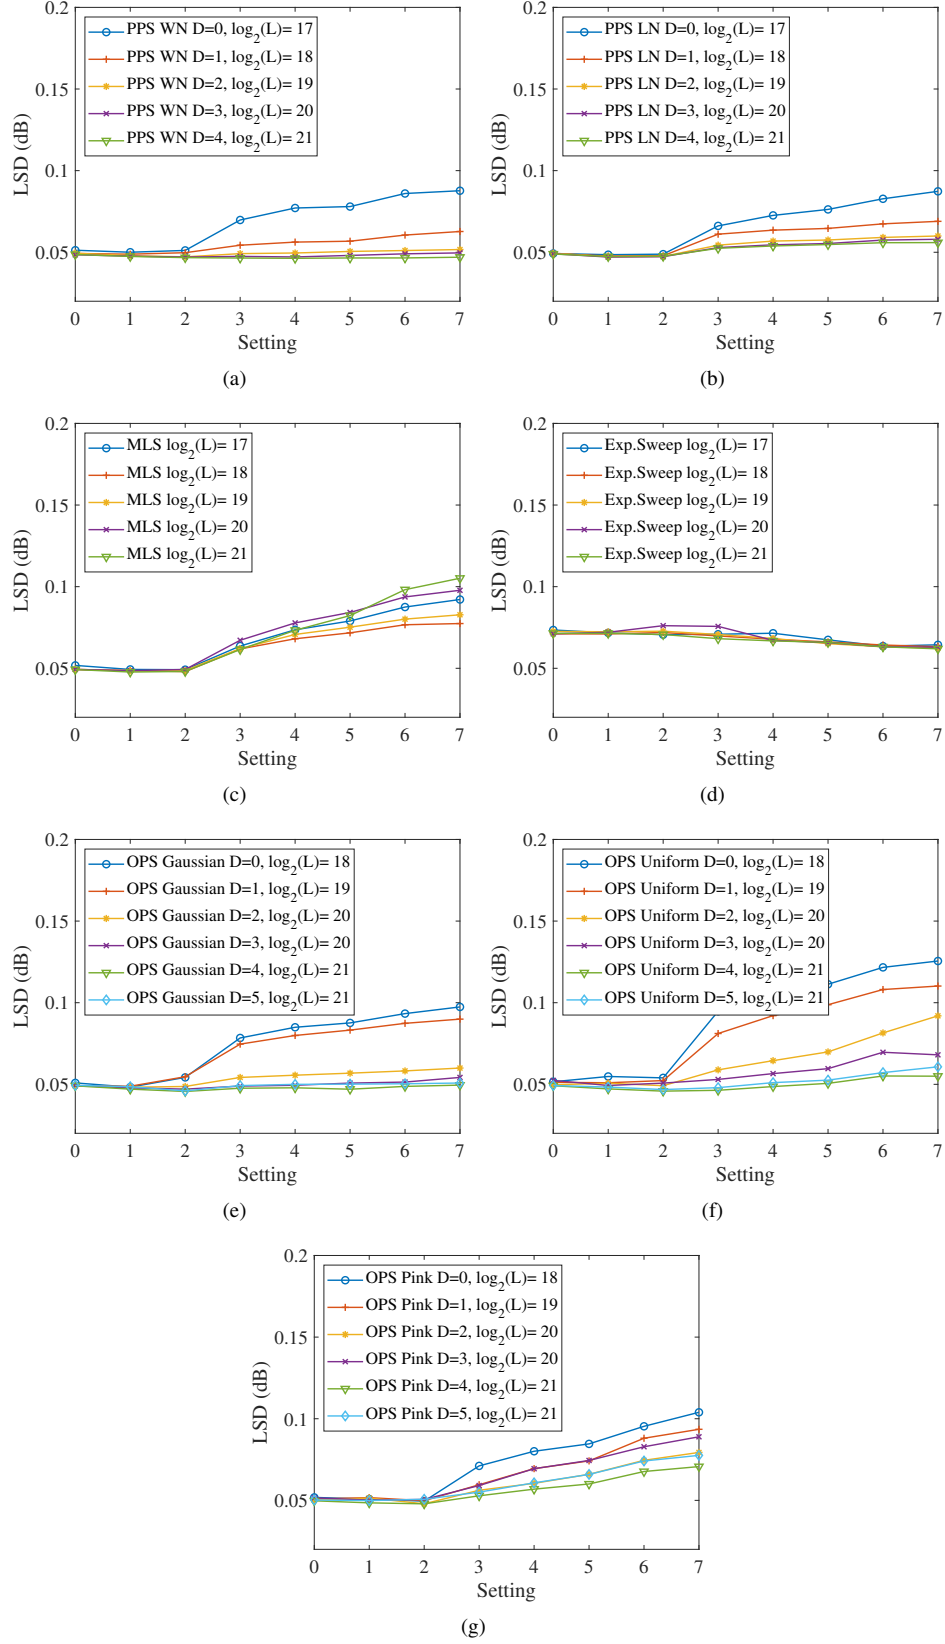 0.2
0.15
0.1
0.05
LSD (dB)
PPS WN D=0, log2(L)= 17
PPS WN D=1, log2(L)= 18
PPS WN D=2, log2(L)= 19
PPS WN D=3, log2(L)= 20
PPS WN D=4, log2(L)= 21
0 1 2 3 4 5 6 7
Setting
(a)
0.2
0.15
0.1
0.05
LSD (dB)
PPS LN D=0, log2(L)= 17
PPS LN D=1, log2(L)= 18
PPS LN D=2, log2(L)= 19
PPS LN D=3, log2(L)= 20
PPS LN D=4, log2(L)= 21
0 1 2 3 4 5 6 7
Setting
(b)
0.2
0.15
0.1
0.05
LSD (dB)
MLS log2(L)= 17
MLS log2(L)= 18
MLS log2(L)= 19
MLS log2(L)= 20
MLS log2(L)= 21
0 1 2 3 4 5 6 7
Setting
(c)
0.2
0.15
0.1
0.05
LSD (dB)
Exp.Sweep log2(L)= 17
Exp.Sweep log2(L)= 18
Exp.Sweep log2(L)= 19
Exp.Sweep log2(L)= 20
Exp.Sweep log2(L)= 21
0 1 2 3 4 5 6 7
Setting
(d)
0.2
0.15
0.1
0.05
LSD (dB)
OPS Gaussian D=0, log2(L)= 18
OPS Gaussian D=1, log2(L)= 19
OPS Gaussian D=2, log2(L)= 20
OPS Gaussian D=3, log2(L)= 20
OPS Gaussian D=4, log2(L)= 21
OPS Gaussian D=5, log2(L)= 21
0 1 2 3 4 5 6 7
Setting
(e)
0.2
0.15
0.1
0.05
LSD (dB)
OPS Uniform D=0, log2(L)= 18
OPS Uniform D=1, log2(L)= 19
OPS Uniform D=2, log2(L)= 20
OPS Uniform D=3, log2(L)= 20
OPS Uniform D=4, log2(L)= 21
OPS Uniform D=5, log2(L)= 21
0 1 2 3 4 5 6 7
Setting
(f)
0.2
0.15
0.1
0.05
LSD (dB)
OPS Pink D=0, log2(L)= 18
OPS Pink D=1, log2(L)= 19
OPS Pink D=2, log2(L)= 20
OPS Pink D=3, log2(L)= 20
OPS Pink D=4, log2(L)= 21
OPS Pink D=5, log2(L)= 21
0 1 2 3 4 5 6 7
Setting
(g)